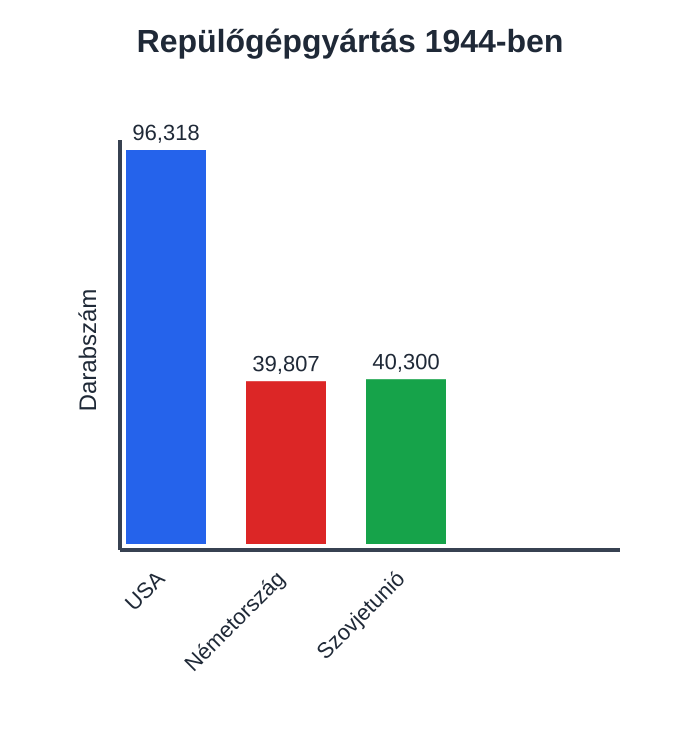 Repülőgépgyártás 1944-ben
96,318
39,807
40,300
Darabszám
USA
Németország
Szovjetunió